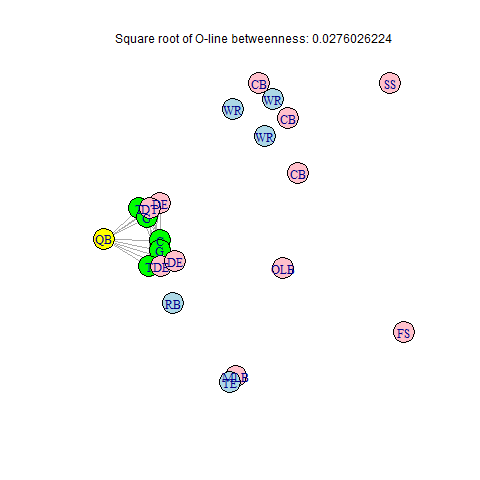 Square root of O-line betweenness: 0.0276026224
CB
SS
WR
WR
CB
WR
CB
DE
T
DT
G
QB
C
G
T
DE
DE
OLB
RB
FS
MLB
TE